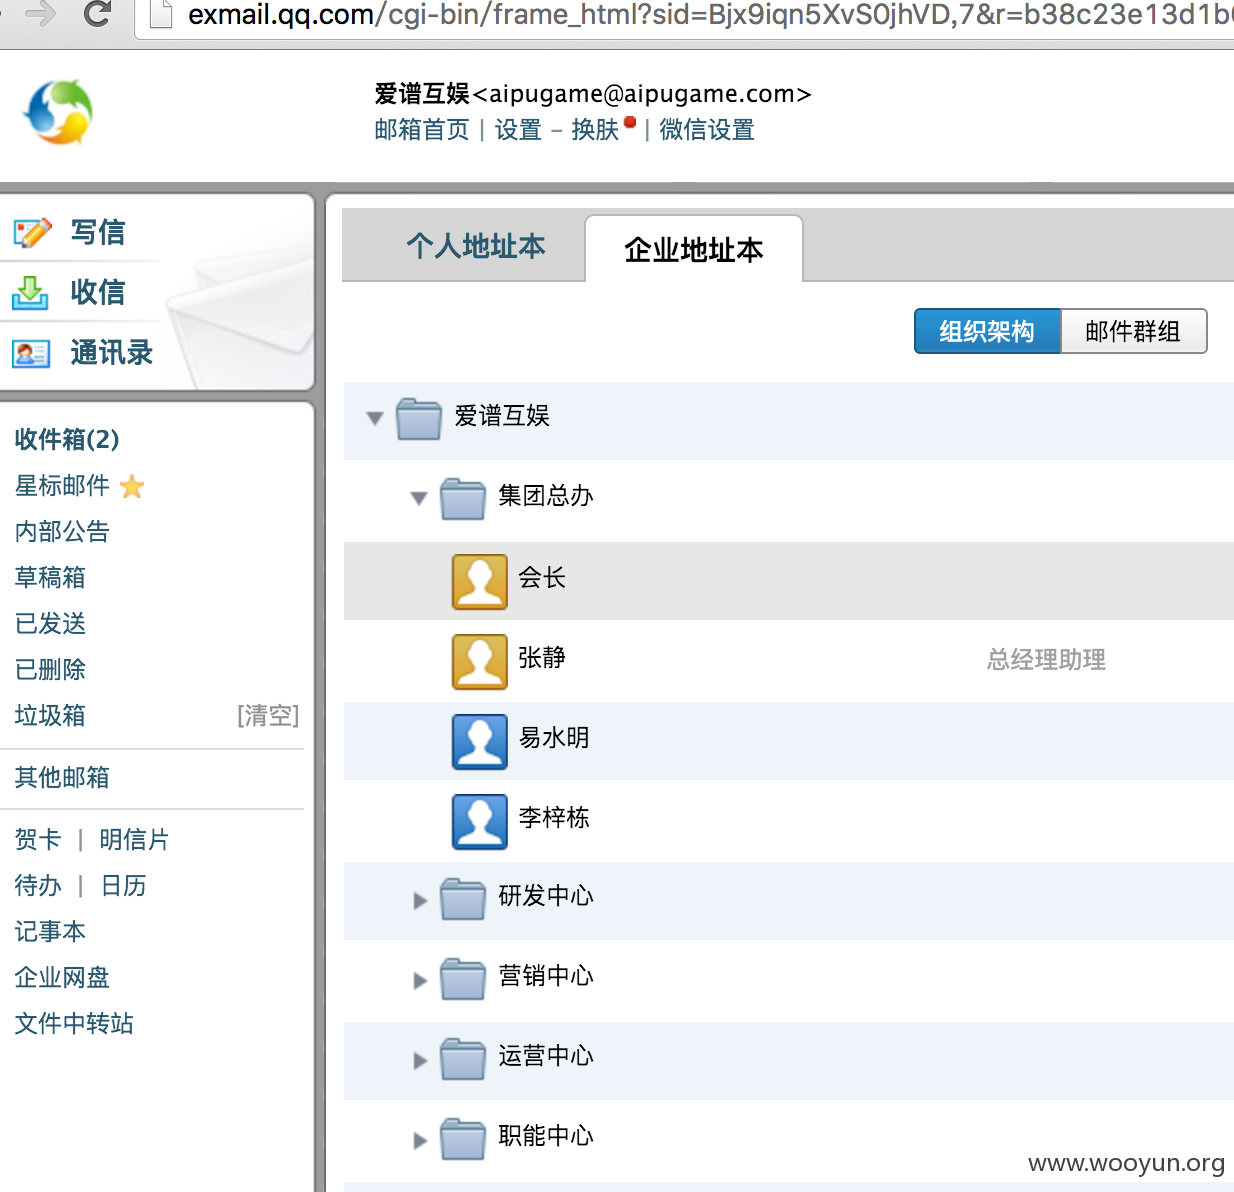 exmail.qq.com/cgi-bin/frame_html?sid=Bjx9iqn5XvS0jhVD,7&r=b38c23e13d1b
爱谱互娱<aipugame@aipugame.com>
邮箱首页 | 设置 - 换肤 | 微信设置
写信
收信
通讯录
收件箱(2)
星标邮件
内部公告
草稿箱
已发送
已删除
垃圾箱 [清空]
其他邮箱
贺卡 | 明信片
待办 | 日历
记事本
企业网盘
文件中转站
个人地址本 企业地址本
组织架构 邮件群组
爱谱互娱
集团总办
会长
张静 总经理助理
易水明
李梓栋
研发中心
营销中心
运营中心
职能中心
www.wooyun.org